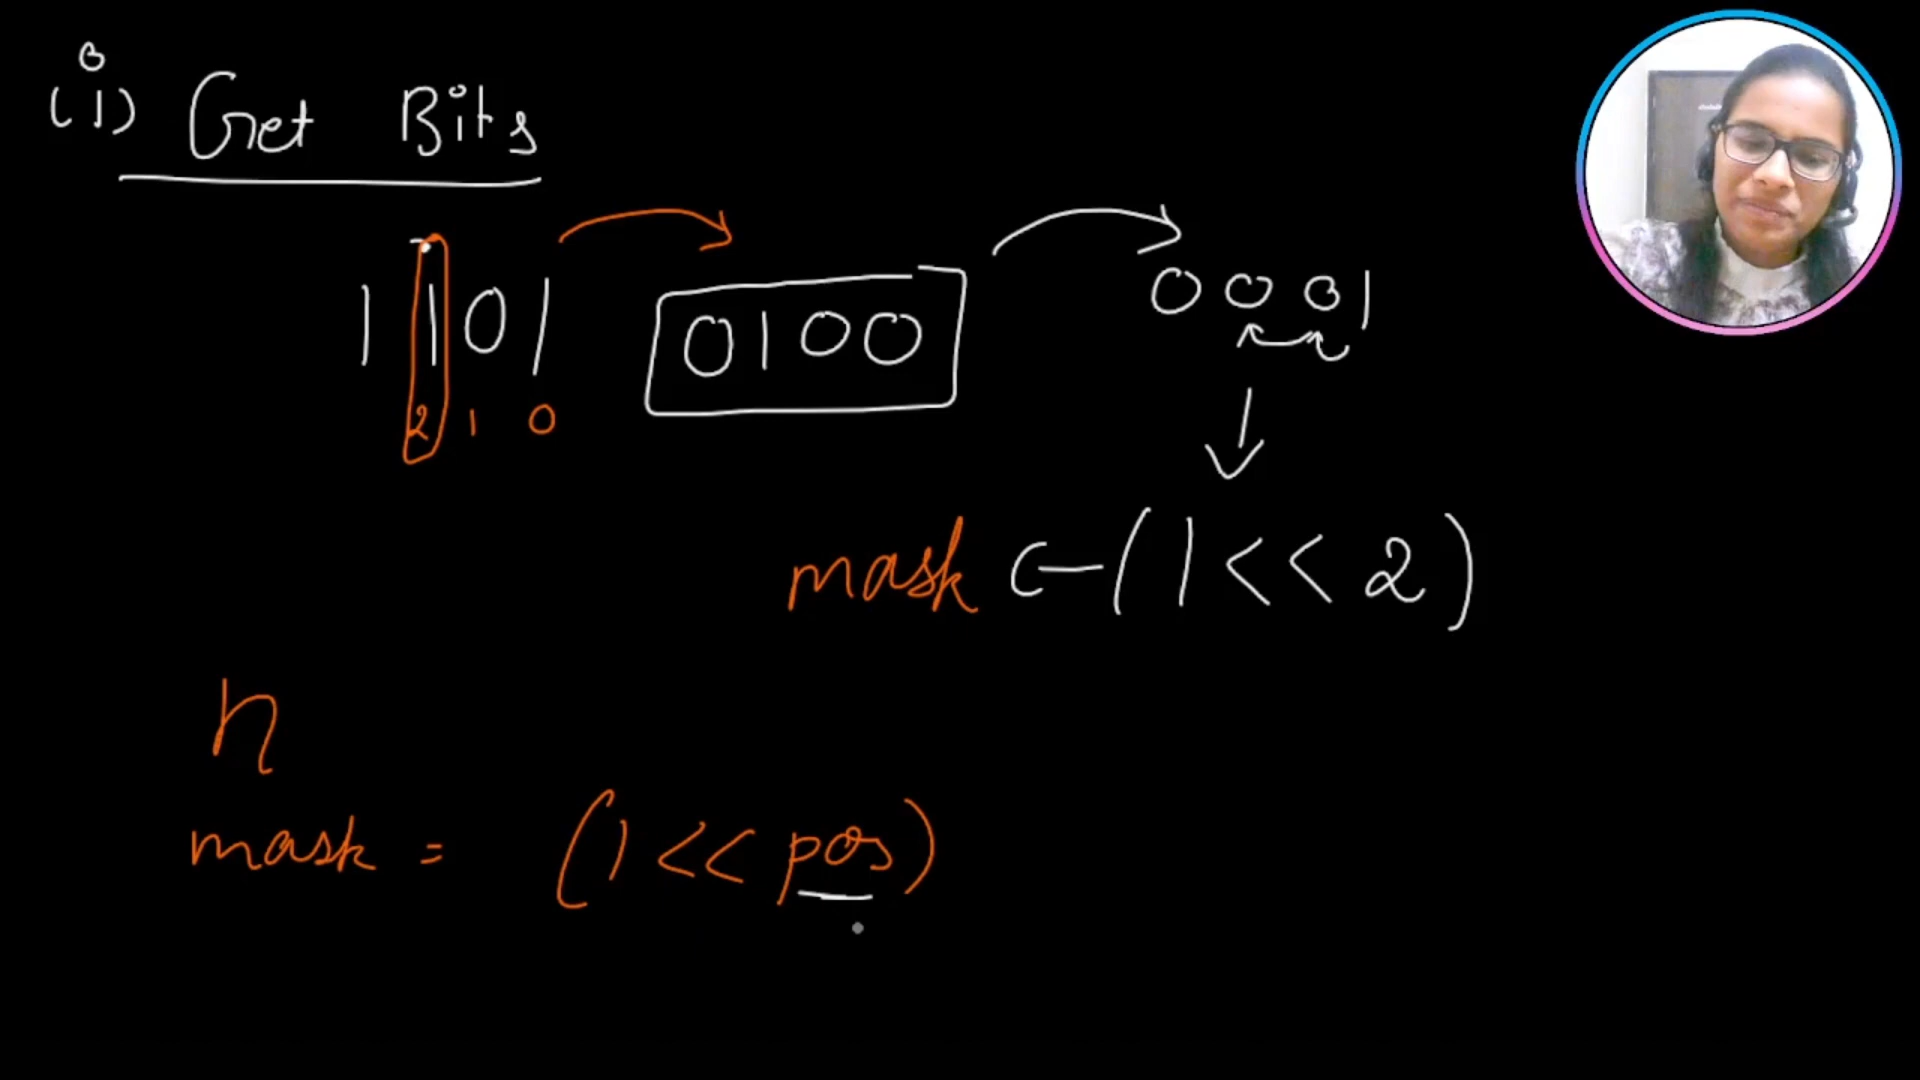 (i) Get Bits
1101 0100 0001
2 1 0
mask ← (1 << 2)
n
mask = (1 << pos)